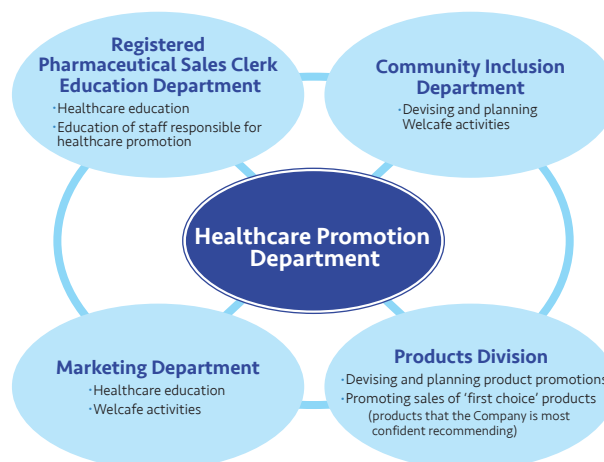 Registered
Pharmaceutical Sales Clerk
Education Department
・Healthcare education
・Education of staff responsible for
healthcare promotion
Community Inclusion
Department
・Devising and planning
Welcafe activities
Healthcare Promotion
Department
Marketing Department
・Healthcare education
・Welcafe activities
Products Division
・Devising and planning product promotions
・Promoting sales of ‘first choice’ products
(products that the Company is most
confident recommending)